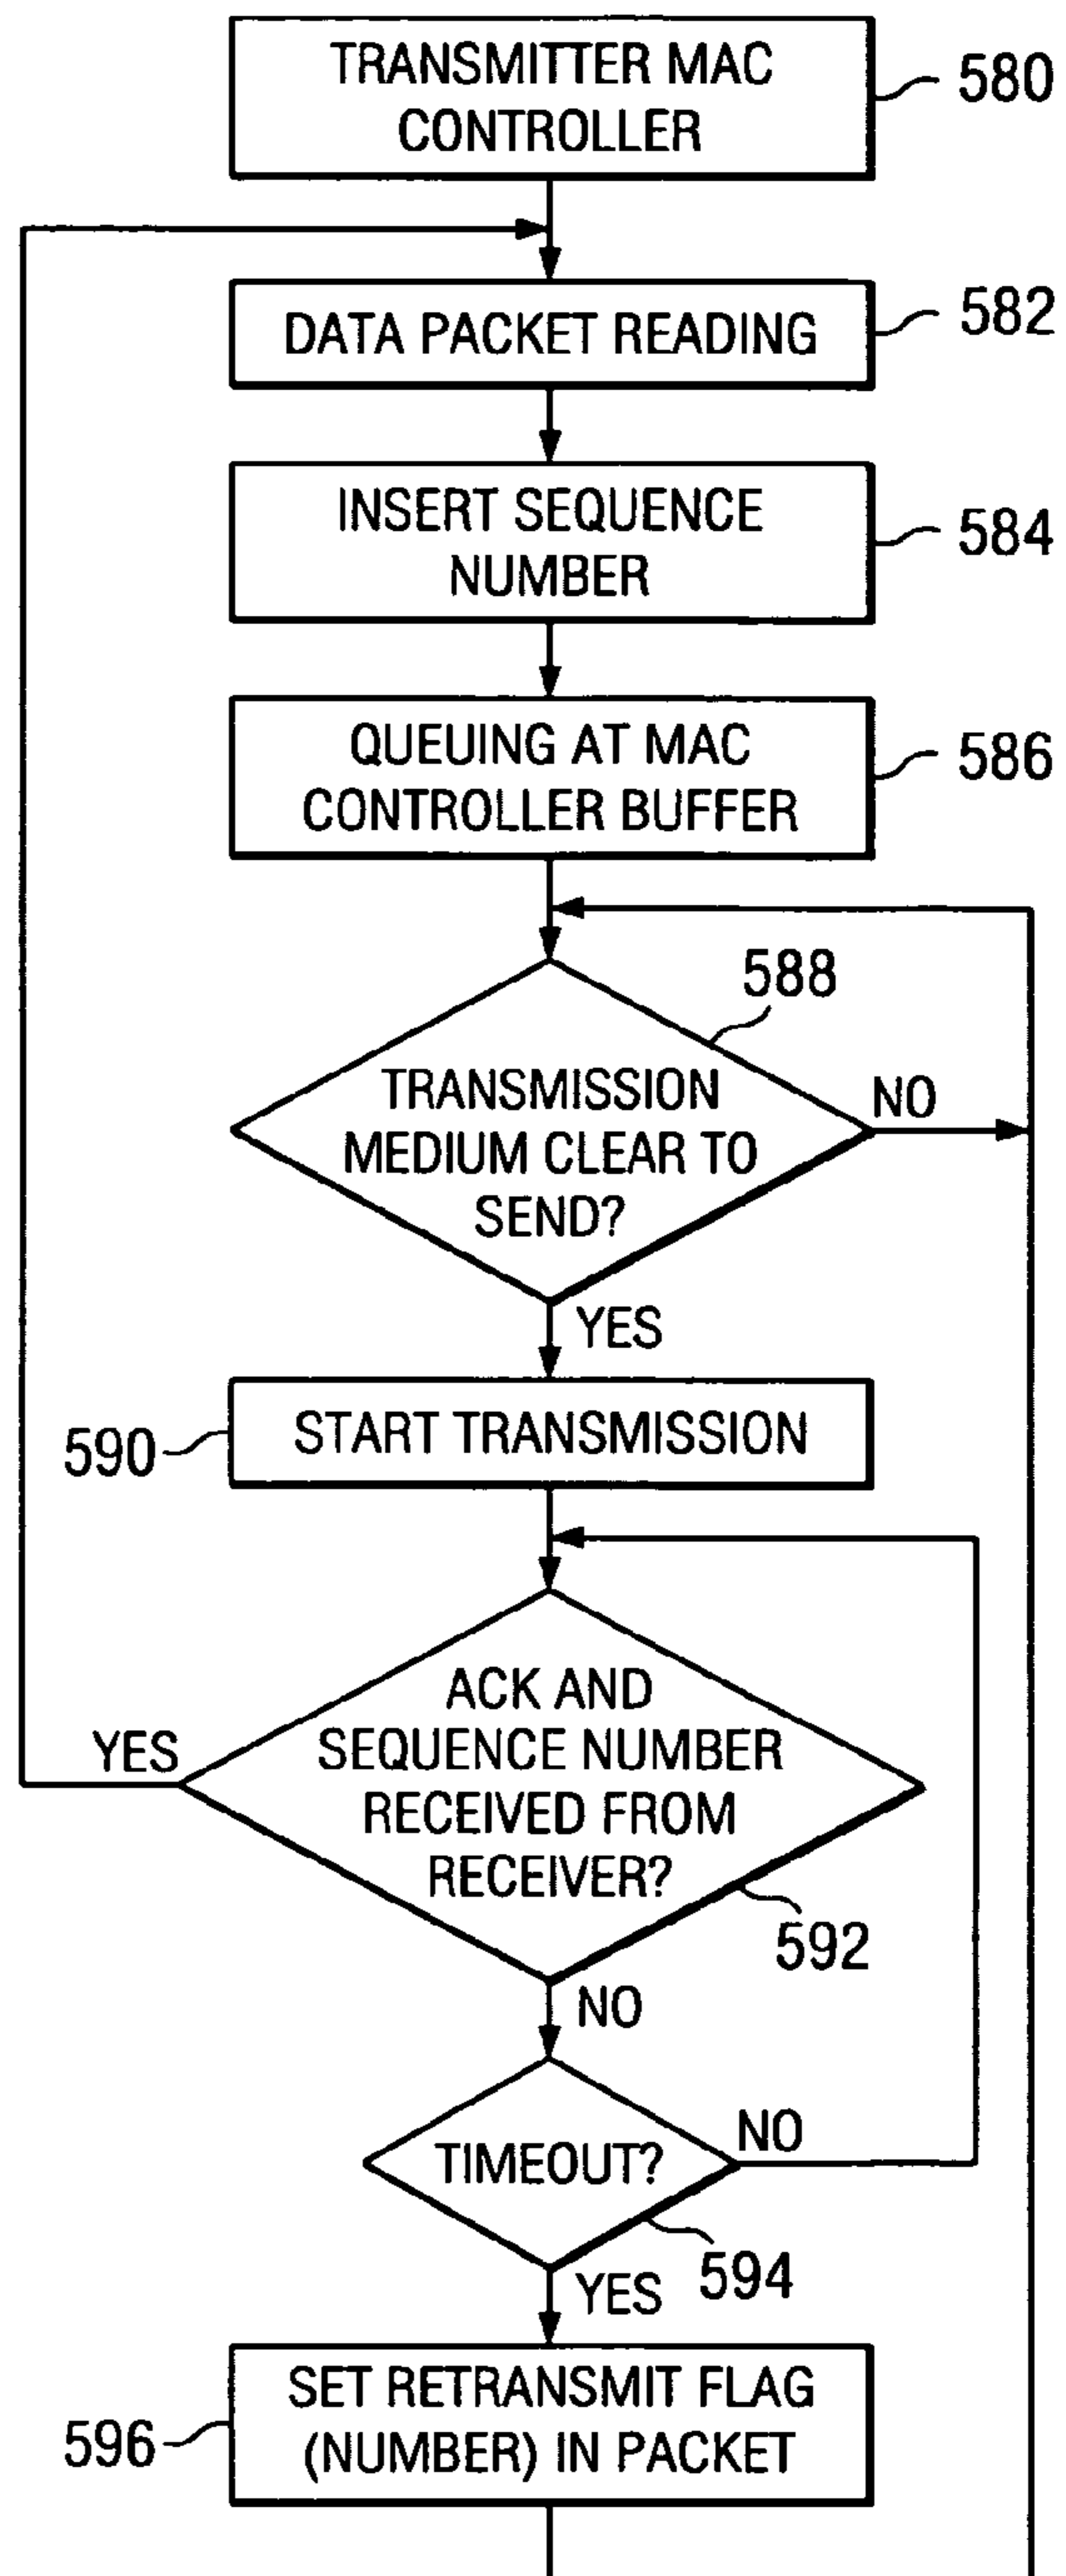 TRANSMITTER MAC
CONTROLLER
580
DATA PACKET READING
582
INSERT SEQUENCE
NUMBER
584
QUEUING AT MAC
CONTROLLER BUFFER
586
588
TRANSMISSION
MEDIUM CLEAR TO
SEND?
NO
YES
590
START TRANSMISSION
ACK AND
SEQUENCE NUMBER
RECEIVED FROM
RECEIVER?
YES
592
NO
TIMEOUT?
NO
594
YES
SET RETRANSMIT FLAG
(NUMBER) IN PACKET
596